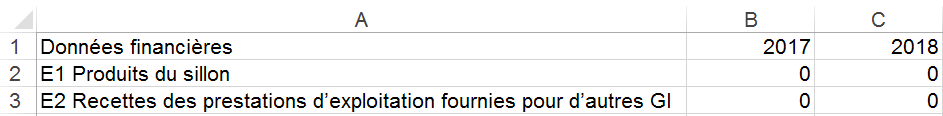 A B C
1 Données financières 2017 2018
2 E1 Produits du sillon 0 0
3 E2 Recettes des prestations d’exploitation fournies pour d’autres GI 0 0